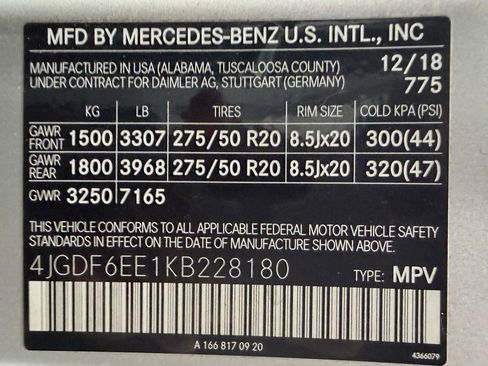 MFD BY MERCEDES-BENZ U.S. INTL., INC
MANUFACTURED IN USA (ALABAMA, TUSCALOOSA COUNTY) 12/18
UNDER CONTRACT FOR DAIMLER AG, STUTTGART (GERMANY) 775
KG LB TIRES RIM SIZE COLD KPA (PSI)
GAWR FRONT 1500 3307 275/50 R20 8.5Jx20 300(44)
GAWR REAR 1800 3968 275/50 R20 8.5Jx20 320(47)
GVWR 3250 7165
THIS VEHICLE CONFORMS TO ALL APPLICABLE FEDERAL MOTOR VEHICLE SAFETY
STANDARDS IN EFFECT ON THE DATE OF MANUFACTURE SHOWN ABOVE.
4JGDF6EE1KB228180 TYPE: MPV
A 166 817 09 20
4366079